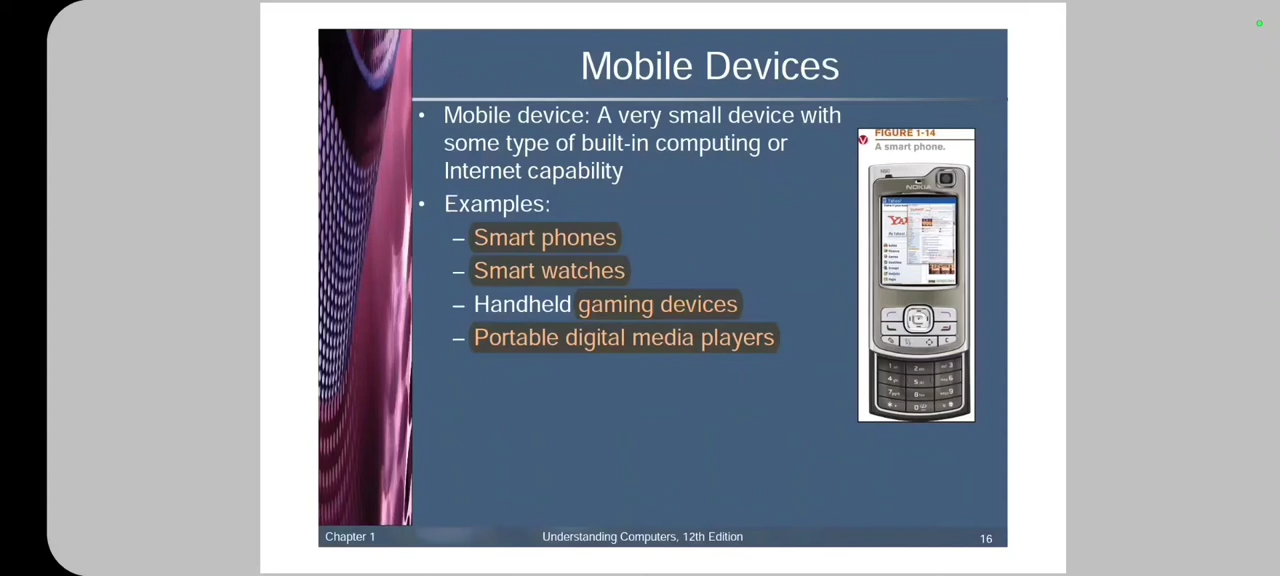 Mobile Devices
• Mobile device: A very small device with
some type of built-in computing or
Internet capability
• Examples:
– Smart phones
– Smart watches
– Handheld gaming devices
– Portable digital media players
FIGURE 1-14
A smart phone.
NOKIA
Chapter 1
Understanding Computers, 12th Edition
16